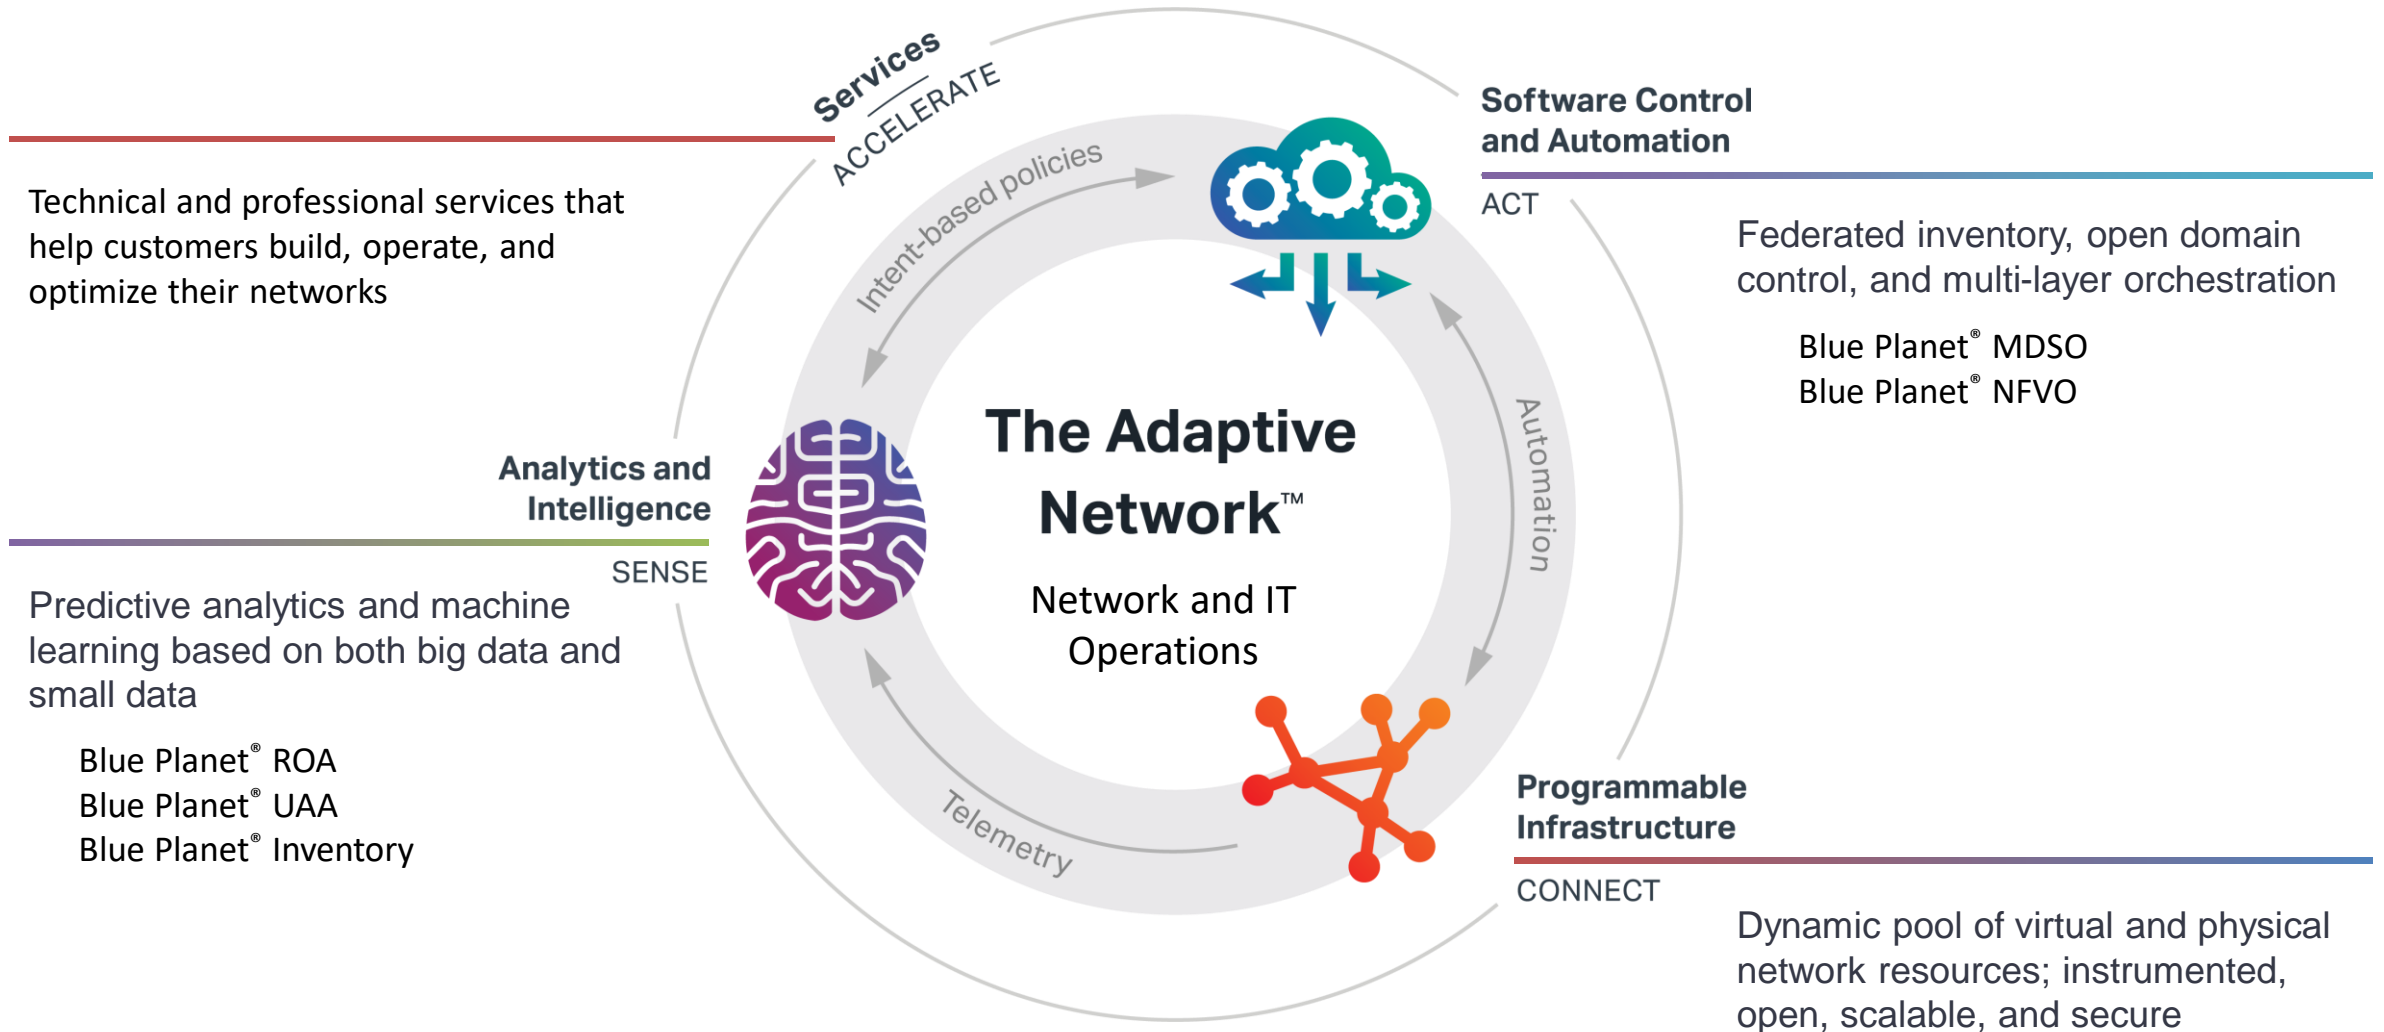 Services
ACCELERATE
Technical and professional services that
help customers build, operate, and
optimize their networks
Intent-based policies
Software Control
and Automation
ACT
Federated inventory, open domain
control, and multi-layer orchestration
Blue Planet® MDSO
Blue Planet® NFVO
Automation
The Adaptive
Network™
Network and IT
Operations
Analytics and
Intelligence
SENSE
Predictive analytics and machine
learning based on both big data and
small data
Blue Planet® ROA
Blue Planet® UAA
Blue Planet® Inventory
Telemetry
Programmable
Infrastructure
CONNECT
Dynamic pool of virtual and physical
network resources; instrumented,
open, scalable, and secure